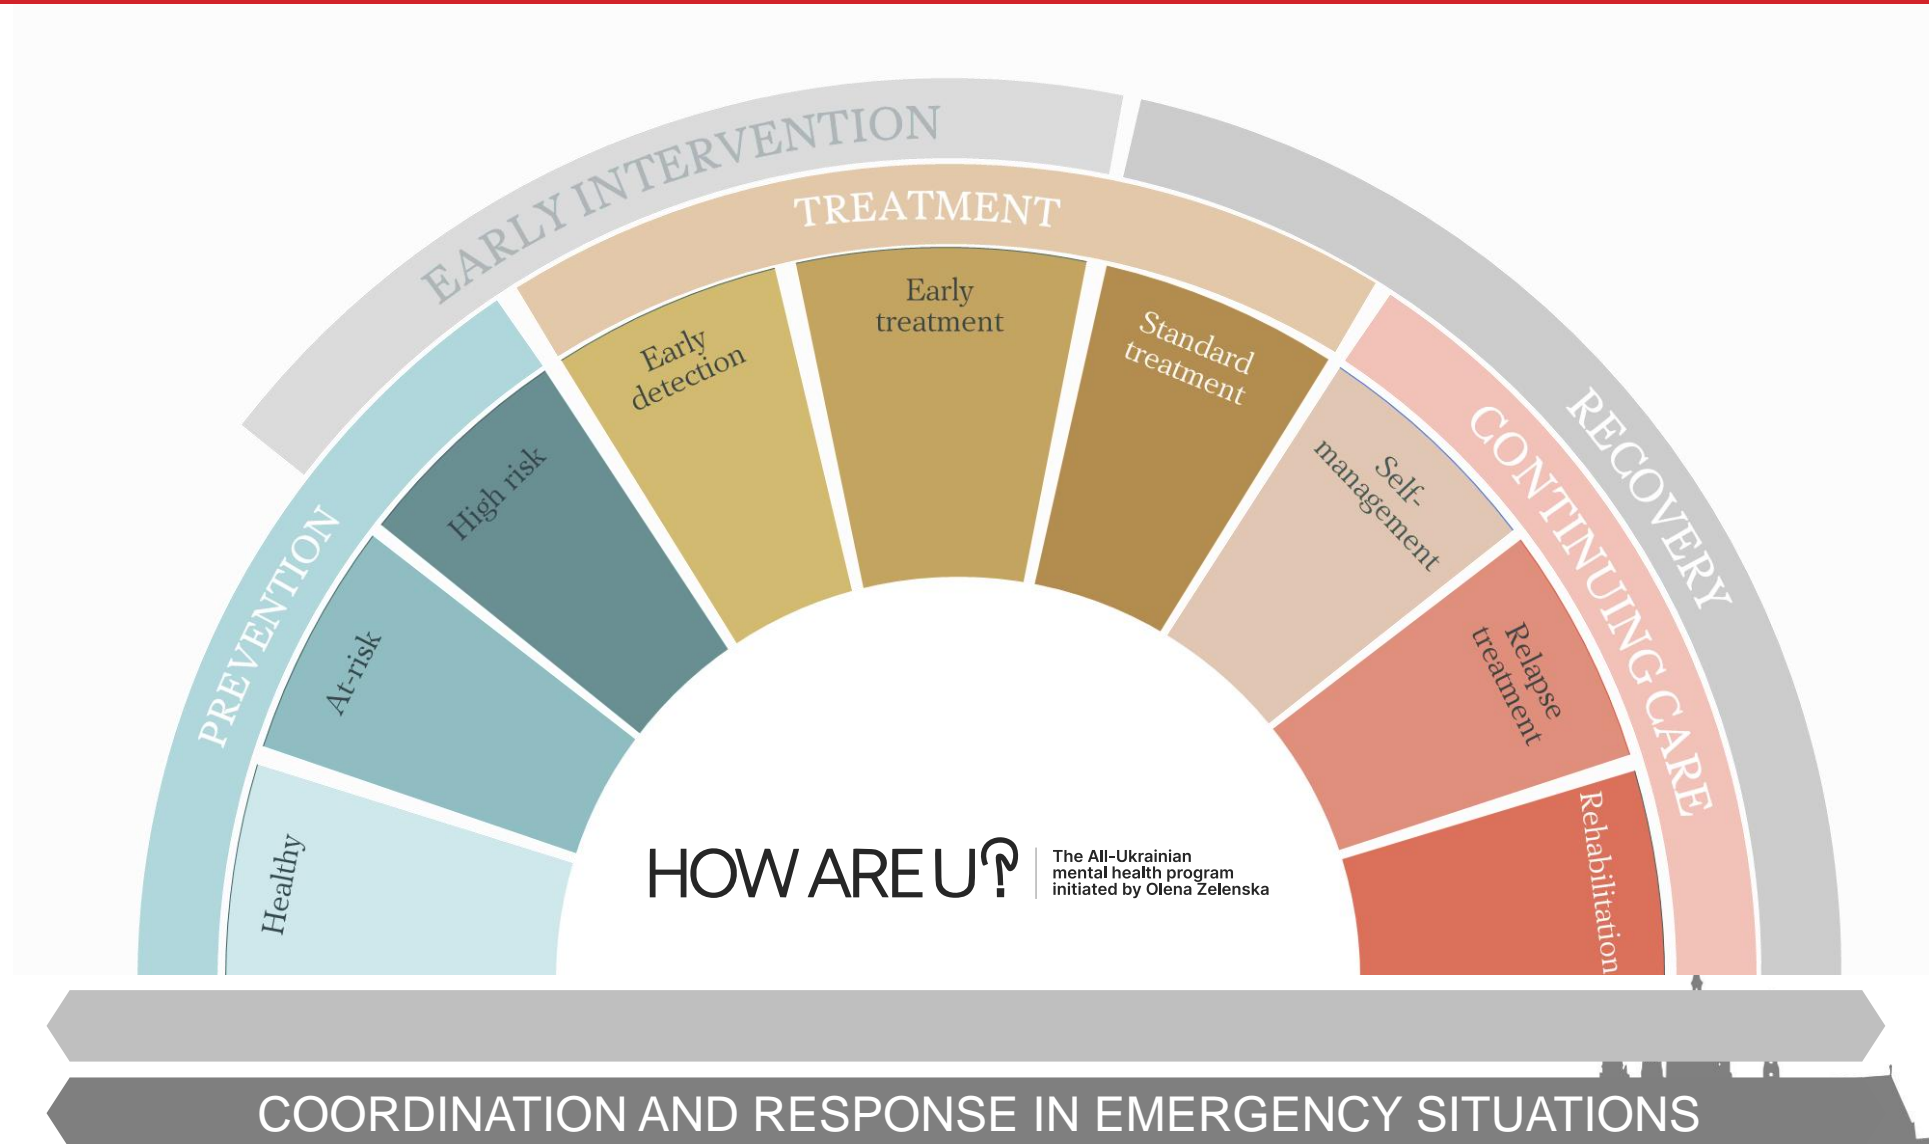 EARLY INTERVENTION
TREATMENT
RECOVERY
PREVENTION
CONTINUING CARE
Healthy
At-risk
High risk
Early
detection
Early
treatment
Standard
treatment
Self-
management
Relapse
treatment
Rehabilitation
HOW ARE U?
The All-Ukrainian
mental health program
initiated by Olena Zelenska
COORDINATION AND RESPONSE IN EMERGENCY SITUATIONS